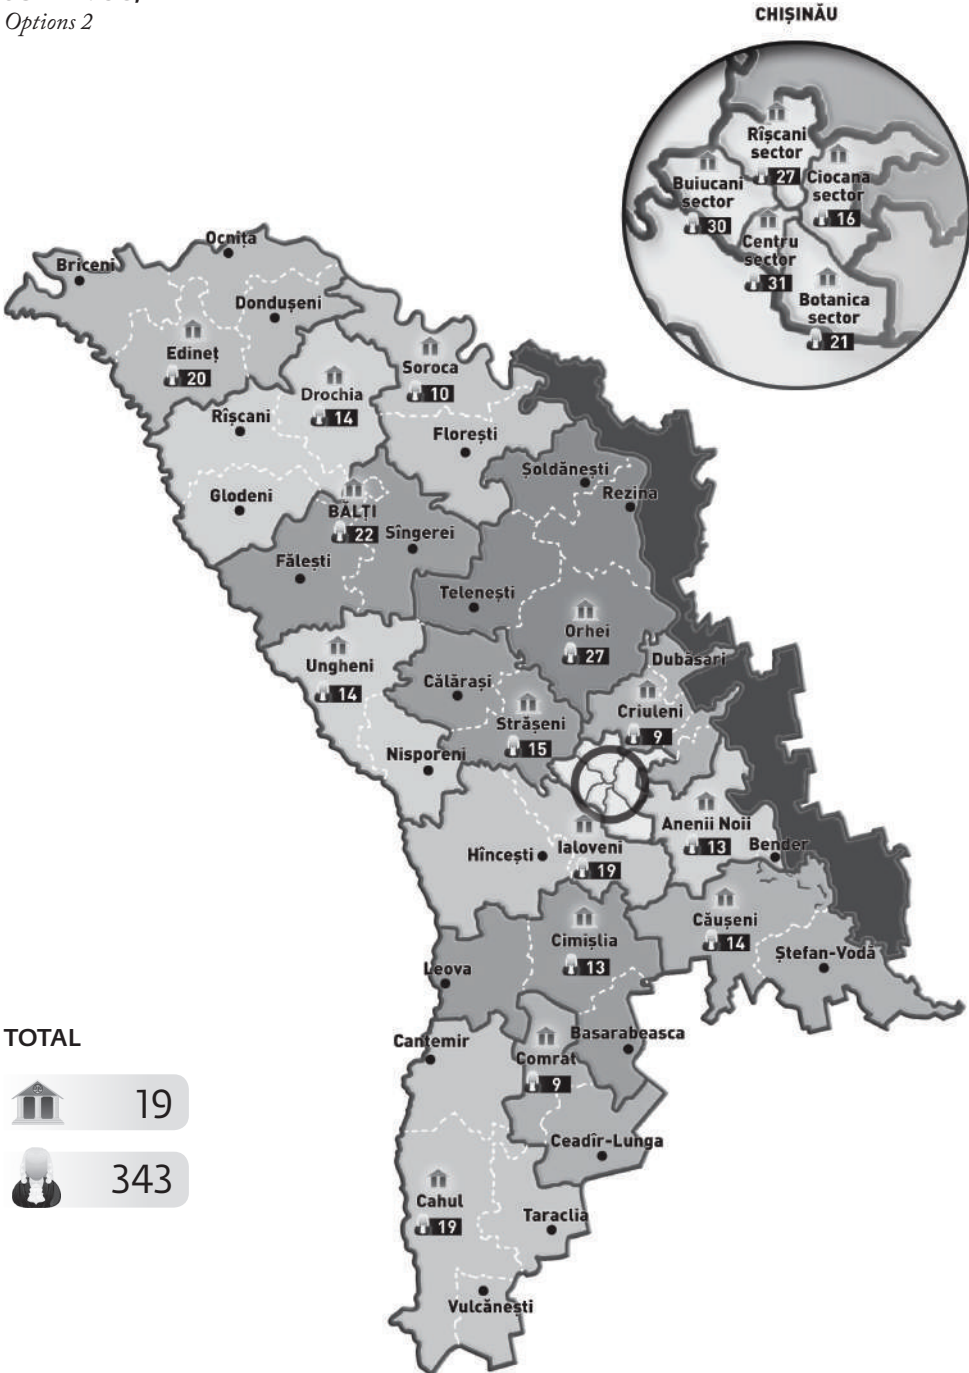 Options 2
CHIȘINĂU
Rîșcani
sector
27
Ciocana
sector
16
Buiucani
sector
30
Centru
sector
31
Botanica
sector
21
Ocnița
Briceni
Dondușeni
Edineț
20
Soroca
10
Drochia
14
Rîșcani
Florești
Șoldănești
Rezina
Glodeni
BĂLȚI
22
Sîngerei
Fălești
Telenești
Orhei
27
Ungheni
14
Dubăsari
Călărași
Criuleni
9
Strășeni
15
Nisporeni
Anenii Noii
13
Bender
Hîncești
Ialoveni
19
Căușeni
14
Cimișlia
13
Ștefan-Vodă
Leova
Cantemir
Basarabeasca
Comrat
9
Ceadîr-Lunga
Cahul
19
Taraclia
Vulcănești
TOTAL
19
343